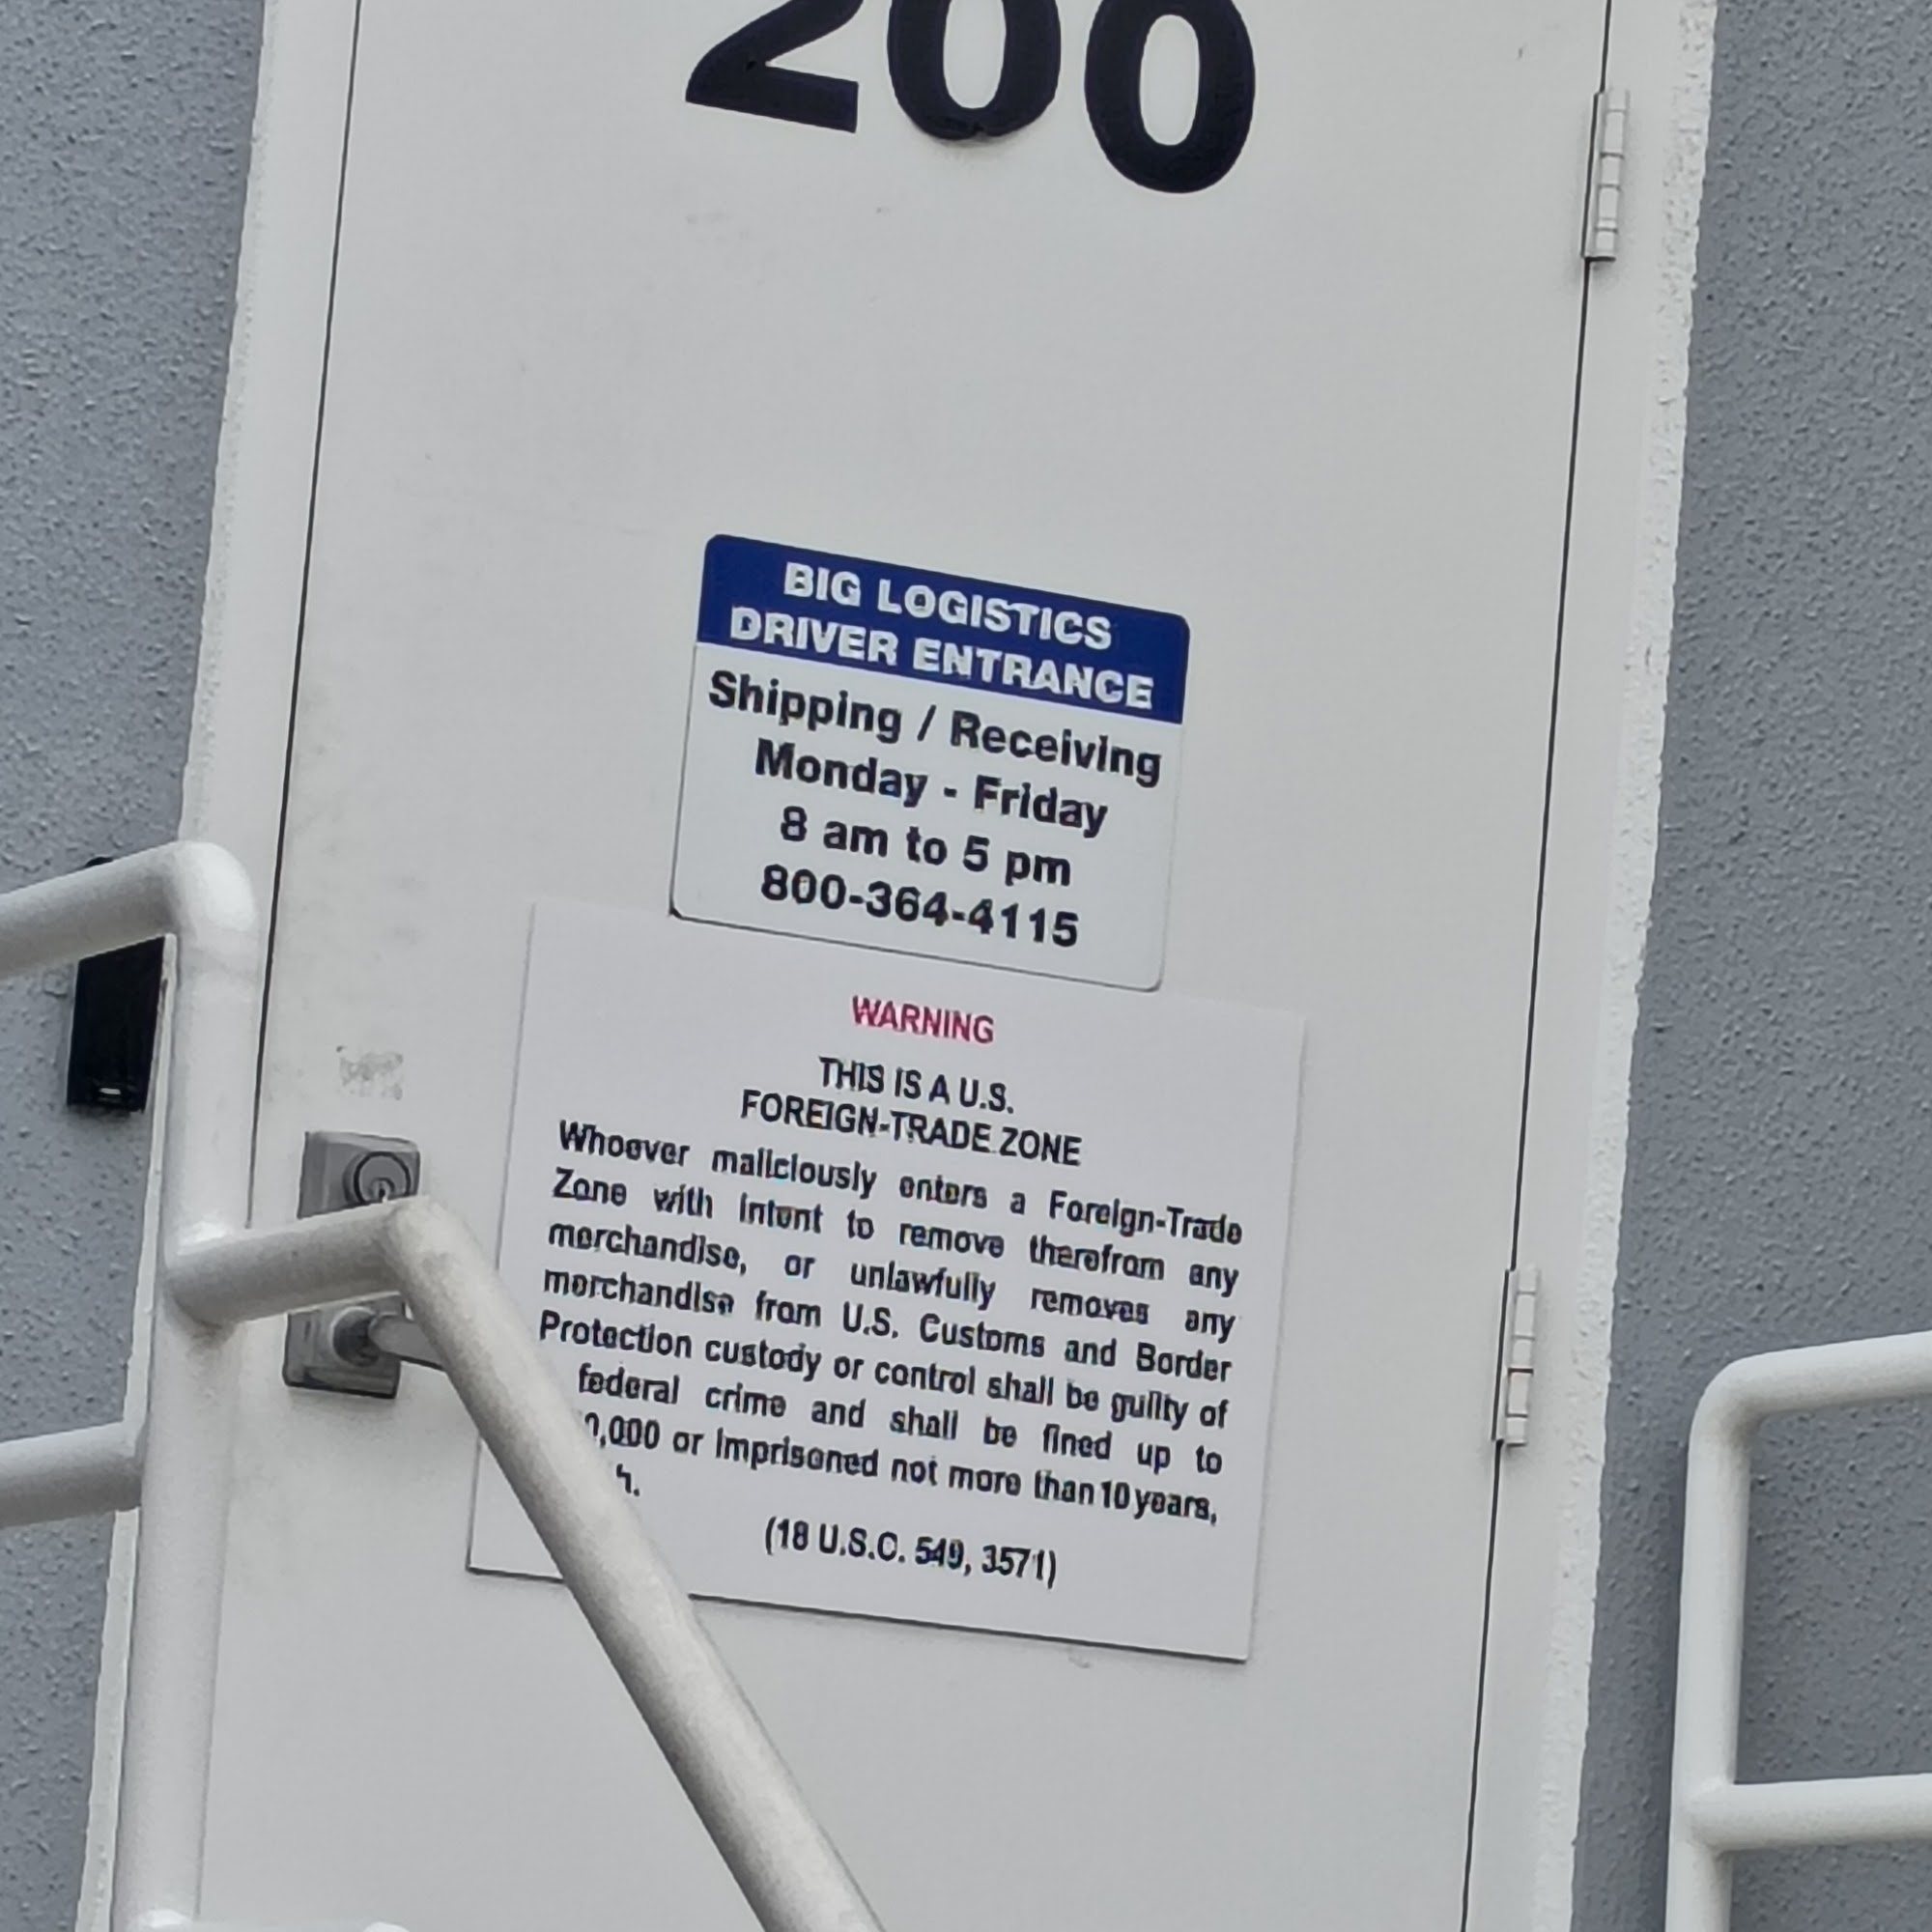 200
BIG LOGISTICS
DRIVER ENTRANCE
Shipping / Receiving
Monday - Friday
8 am to 5 pm
800-364-4115
WARNING
THIS IS A U.S.
FOREIGN-TRADE ZONE
Whoever maliciously enters a Foreign-Trade
Zone with intent to remove therefrom any
merchandise, or unlawfully removes any
merchandise from U.S. Customs and Border
Protection custody or control shall be guilty of
federal crime and shall be fined up to
0,000 or imprisoned not more than 10 years,
h.
(18 U.S.C. 549, 3571)